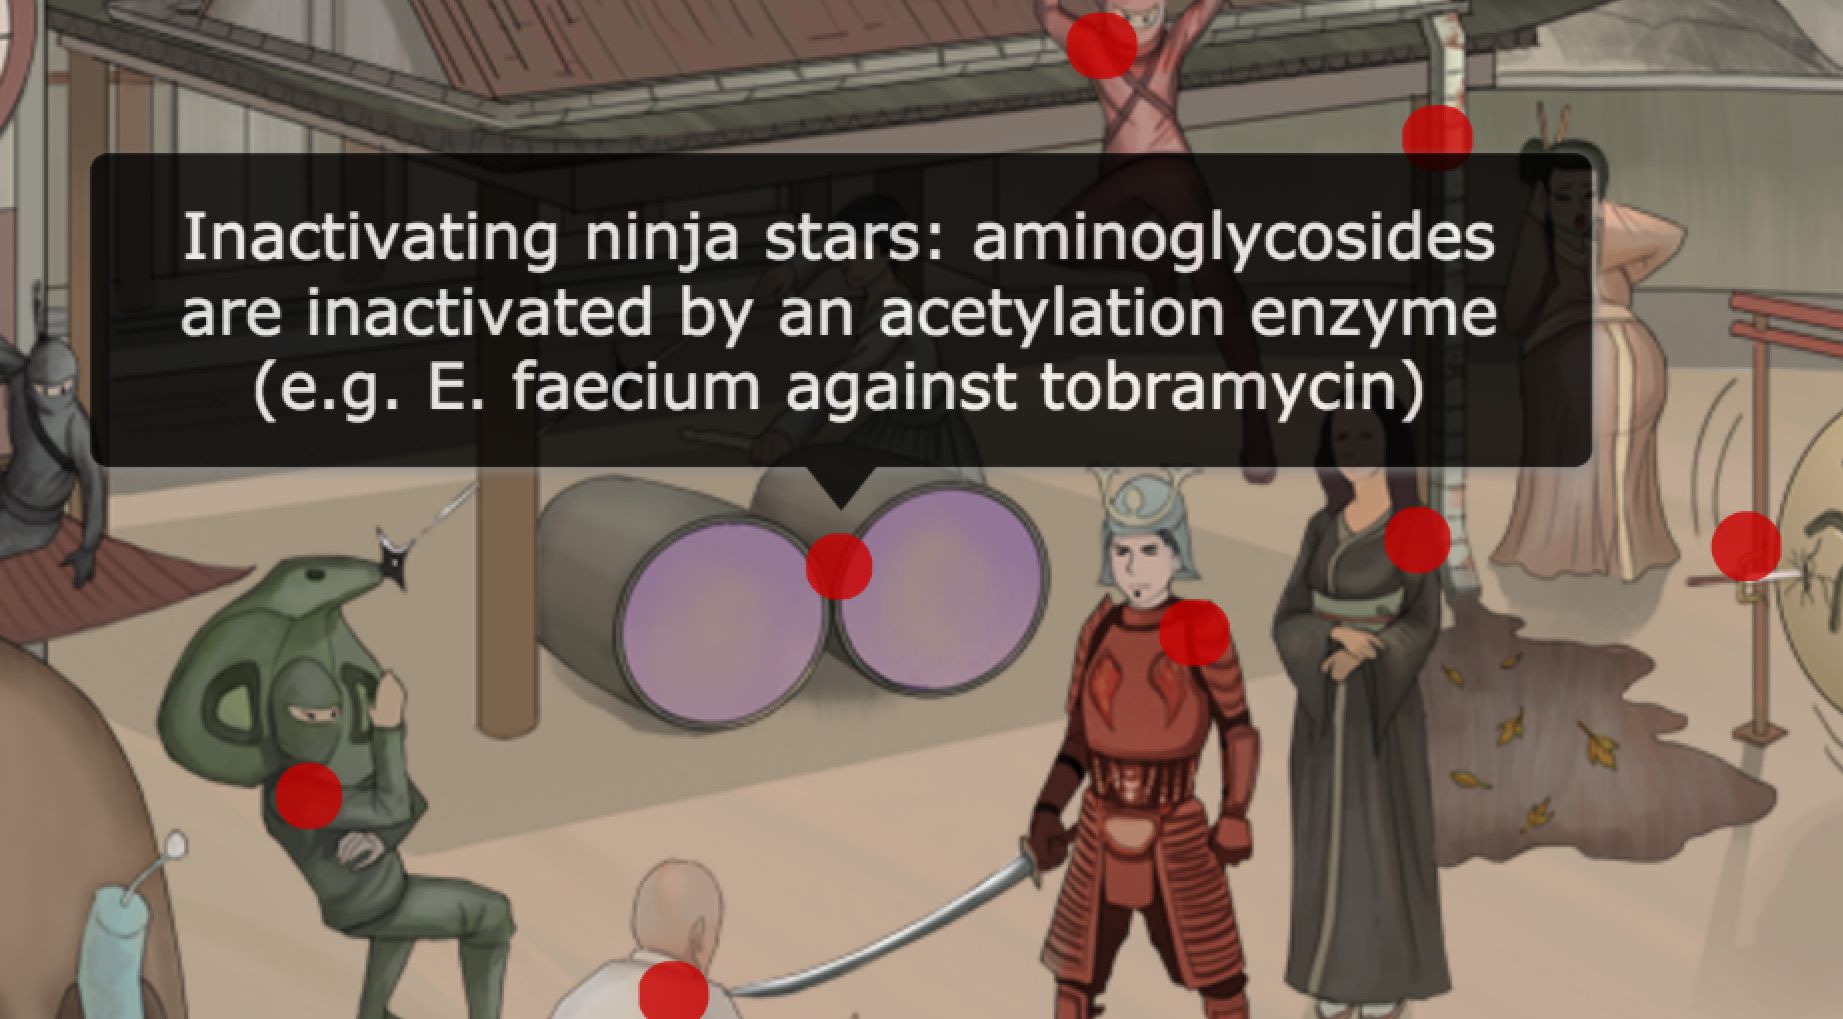 Inactivating ninja stars: aminoglycosides
are inactivated by an acetylation enzyme
(e.g. E. faecium against tobramycin)